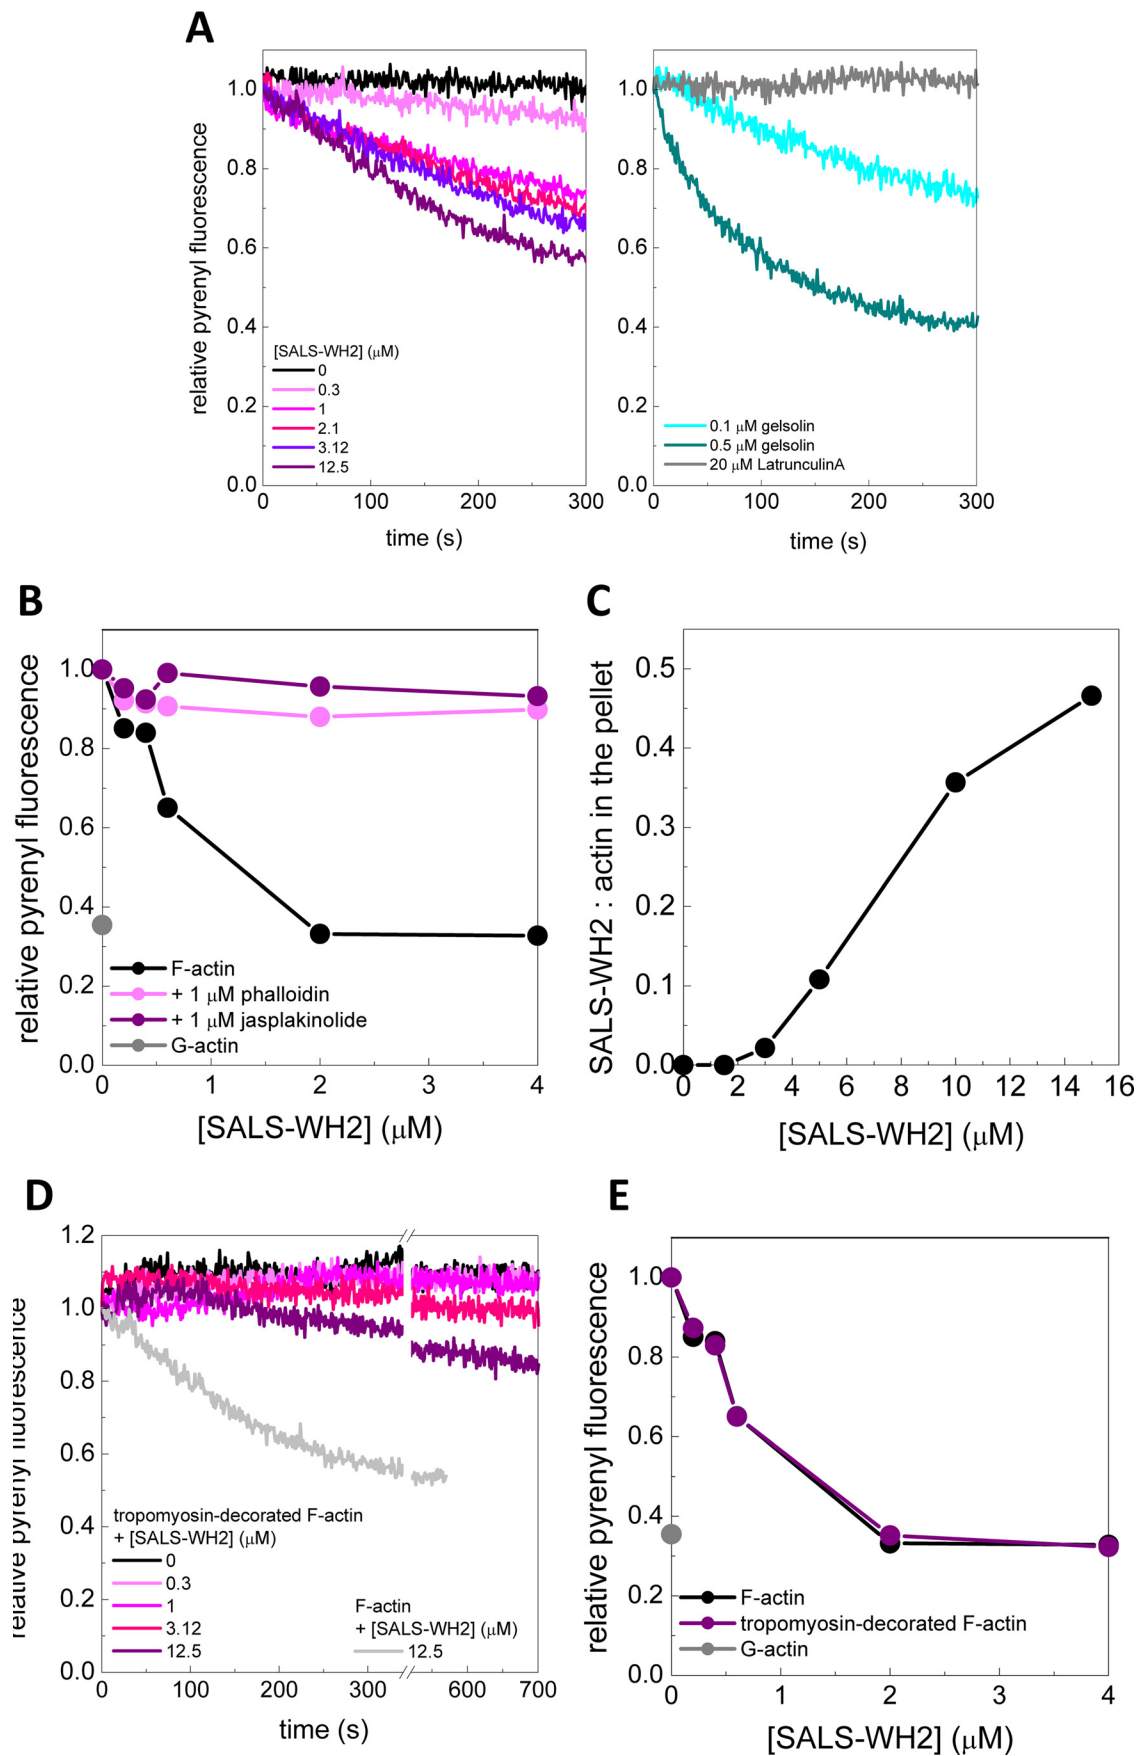 A
relative pyrenyl fluorescence
1.0
0.8
0.6
0.4
0.2
0.0
[SALS-WH2] (μM)
0
0.3
1
2.1
3.12
12.5
0 100 200 300
time (s)
1.0
0.8
0.6
0.4
0.2
0.0
0.1 μM gelsolin
0.5 μM gelsolin
20 μM LatrunculinA
0 100 200 300
time (s)
B
relative pyrenyl fluorescence
1.0
0.8
0.6
0.4
0.2
0.0
F-actin
+ 1 μM phalloidin
+ 1 μM jasplakinolide
G-actin
0 1 2 3 4
[SALS-WH2] (μM)
C
SALS-WH2 : actin in the pellet
0.5
0.4
0.3
0.2
0.1
0.0
0 2 4 6 8 10 12 14 16
[SALS-WH2] (μM)
D
relative pyrenyl fluorescence
1.2
1.0
0.8
0.6
0.4
0.2
0.0
tropomyosin-decorated F-actin
+ [SALS-WH2] (μM)
0
0.3
1
3.12
12.5
F-actin
+ [SALS-WH2] (μM)
12.5
0 100 200 300 600 700
time (s)
E
relative pyrenyl fluorescence
1.0
0.8
0.6
0.4
0.2
0.0
F-actin
tropomyosin-decorated F-actin
G-actin
0 1 2 3 4
[SALS-WH2] (μM)